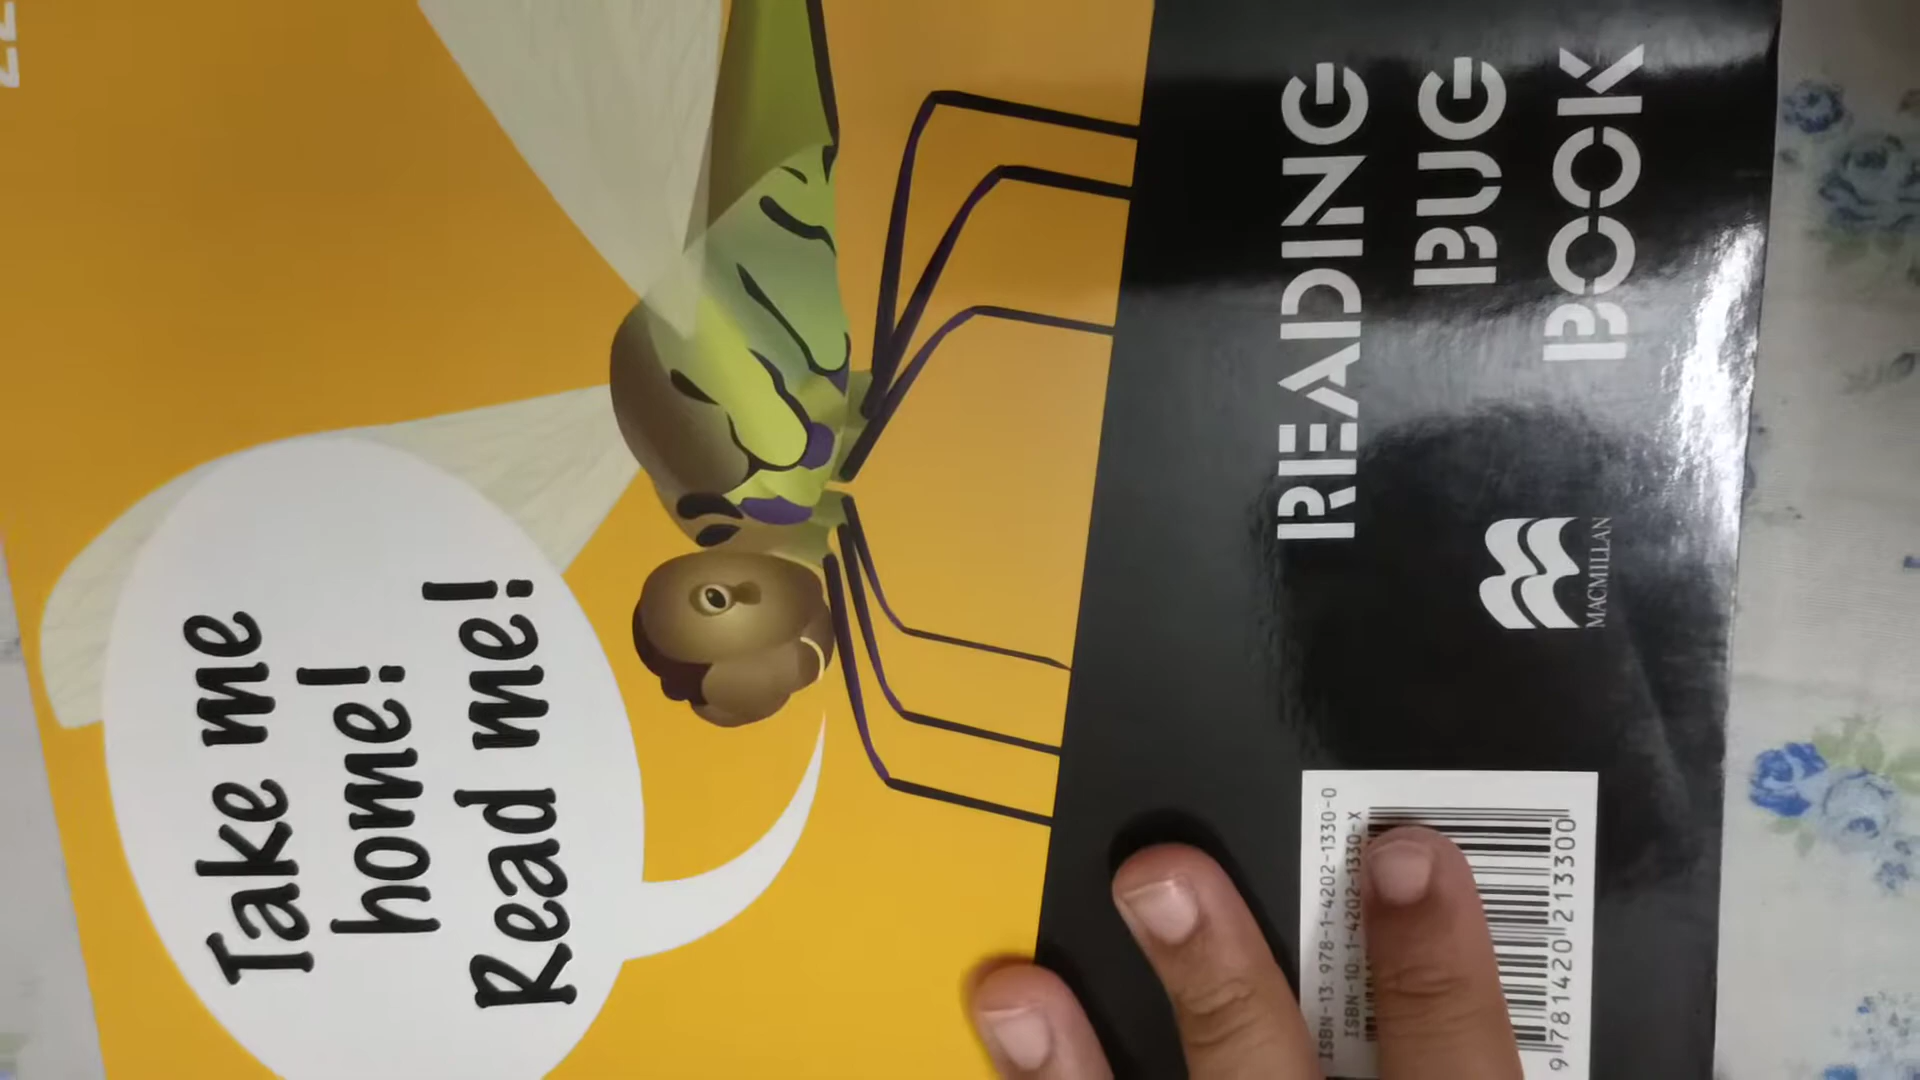 Take me
home!
Read me!
READING
BUG
BOOK
MACMILLAN
ISBN-13: 978-1-4202-1330-0
ISBN-10: 1-4202-1330-X
9 781420 213300